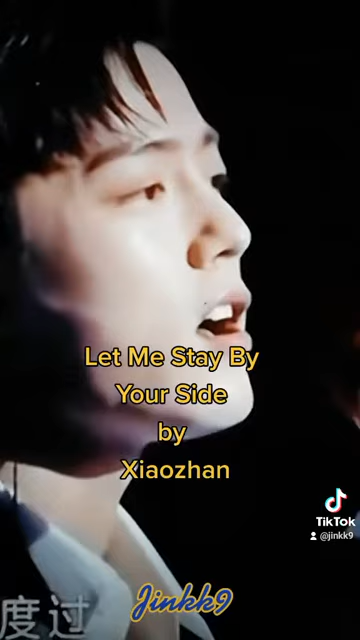 Let Me Stay By
Your Side
by
Xiaozhan
TikTok
@jinkk9
度过
Jinkk9